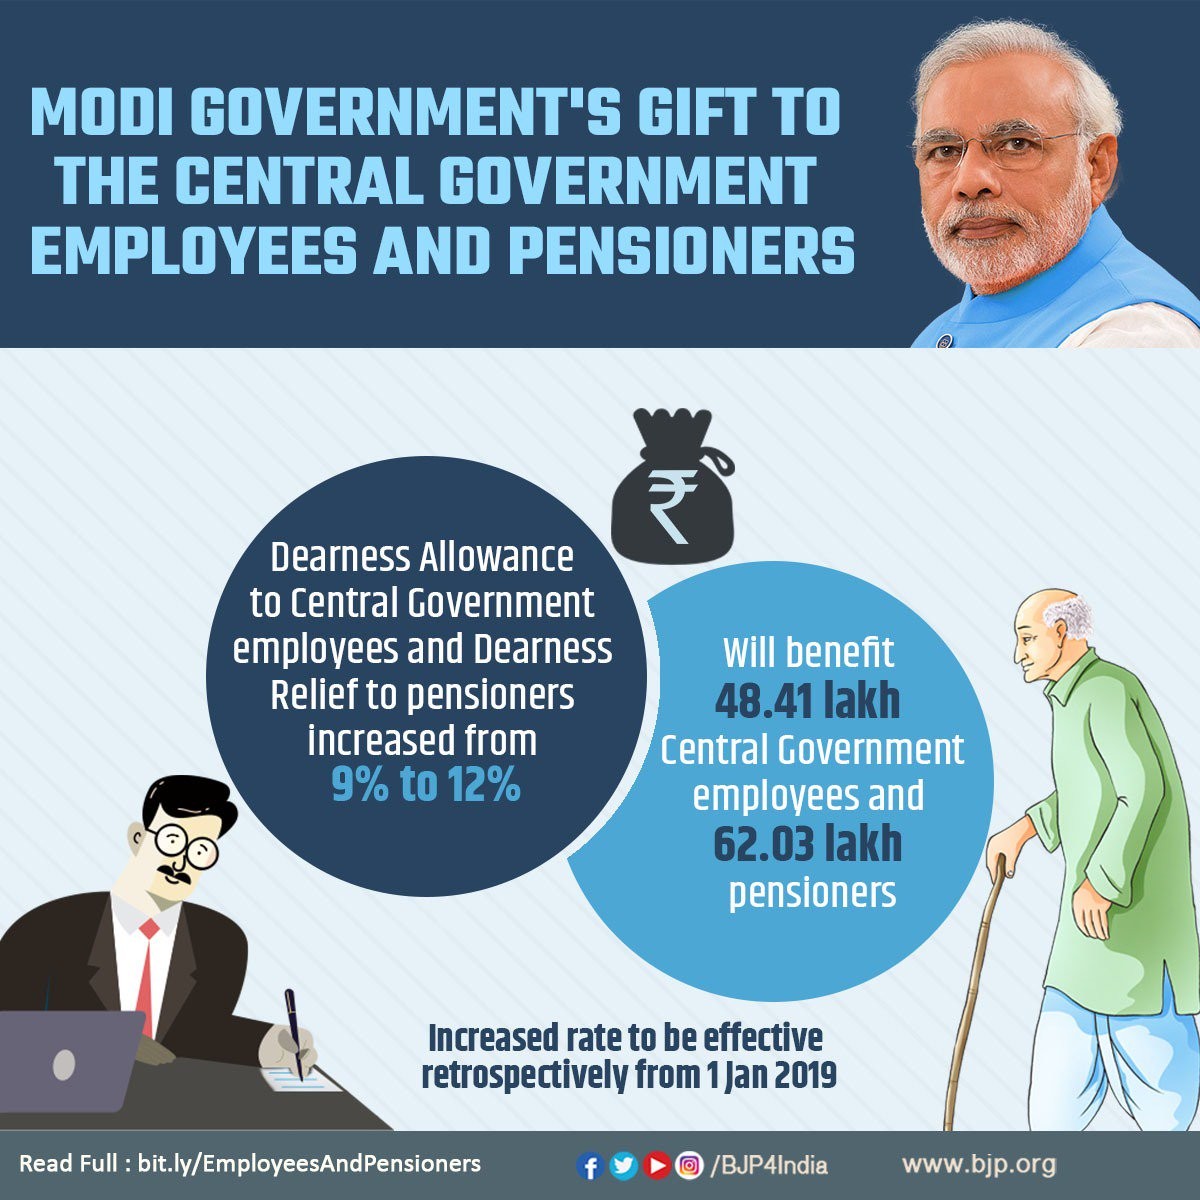 MODI GOVERNMENT'S GIFT TO
THE CENTRAL GOVERNMENT
EMPLOYEES AND PENSIONERS
₹
Dearness Allowance
to Central Government
employees and Dearness
Relief to pensioners
increased from
9% to 12%
Will benefit
48.41 lakh
Central Government
employees and
62.03 lakh
pensioners
Increased rate to be effective
retrospectively from 1 Jan 2019
Read Full : bit.ly/EmployeesAndPensioners
/BJP4India
www.bjp.org